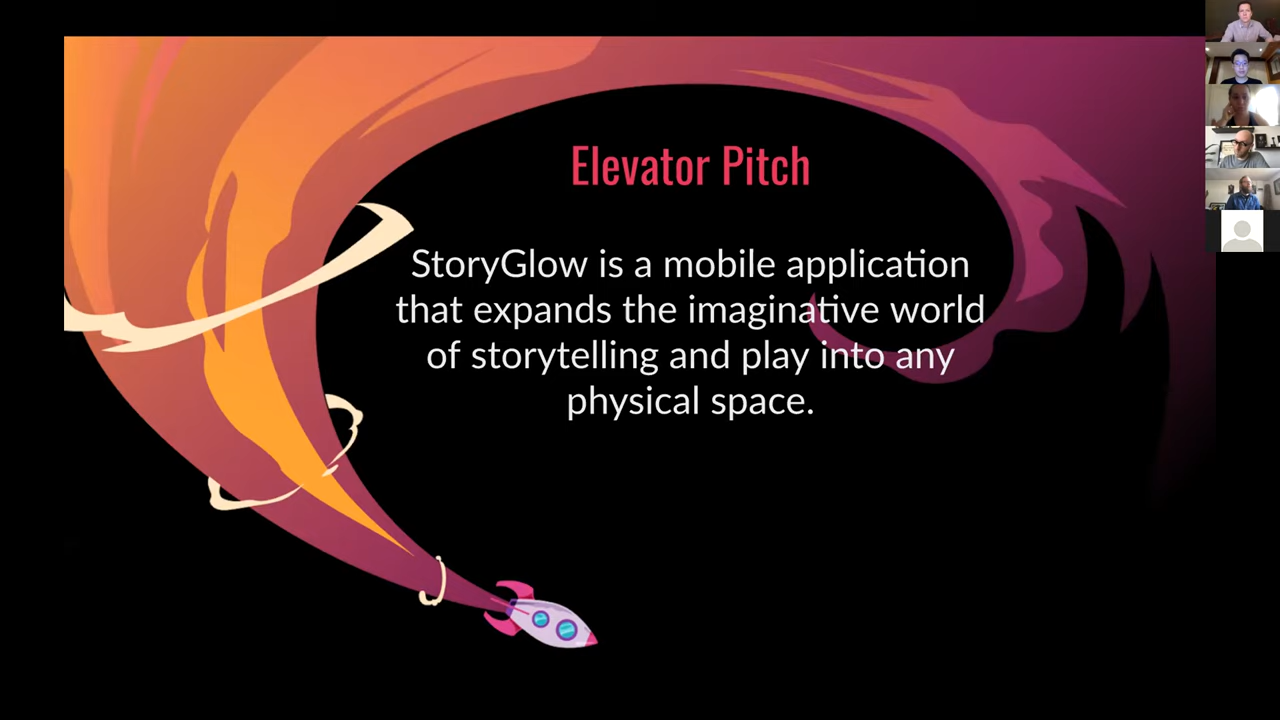 Elevator Pitch
StoryGlow is a mobile application
that expands the imaginative world
of storytelling and play into any
physical space.